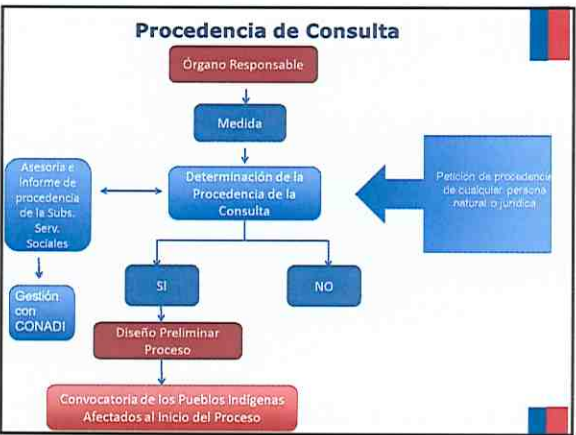 Procedencia de Consulta
Órgano Responsable
Medida
Asesoría e
Informe de
procedencia
de la Subs.
Serv.
Sociales
Determinación de la
Procedencia de la
Consulta
Petición de procedencia
de cualquier persona
natural o jurídica
SI
NO
Gestión
con
CONADI
Diseño Preliminar
Proceso
Convocatoria de los Pueblos Indígenas
Afectados al Inicio del Proceso